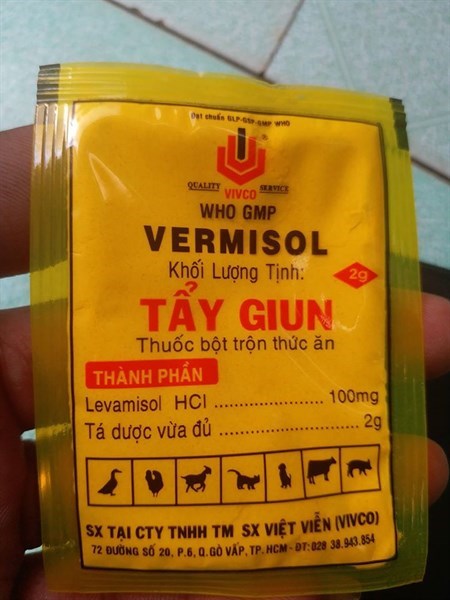 Đạt chuẩn GLP-GSP-GMP WHO
®
QUALITY SERVICE
VIVCO
WHO GMP
VERMISOL
Khối Lượng Tịnh: 2g
TẨY GIUN
Thuốc bột trộn thức ăn
THÀNH PHẦN
Levamisol HCl ..................... 100mg
Tá dược vừa đủ ......................... 2g
SX TẠI CTY TNHH TM SX VIỆT VIỄN (VIVCO)
72 ĐƯỜNG SỐ 20, P.6, Q.GÒ VẤP, TP. HCM - ĐT: 028 38.943.854